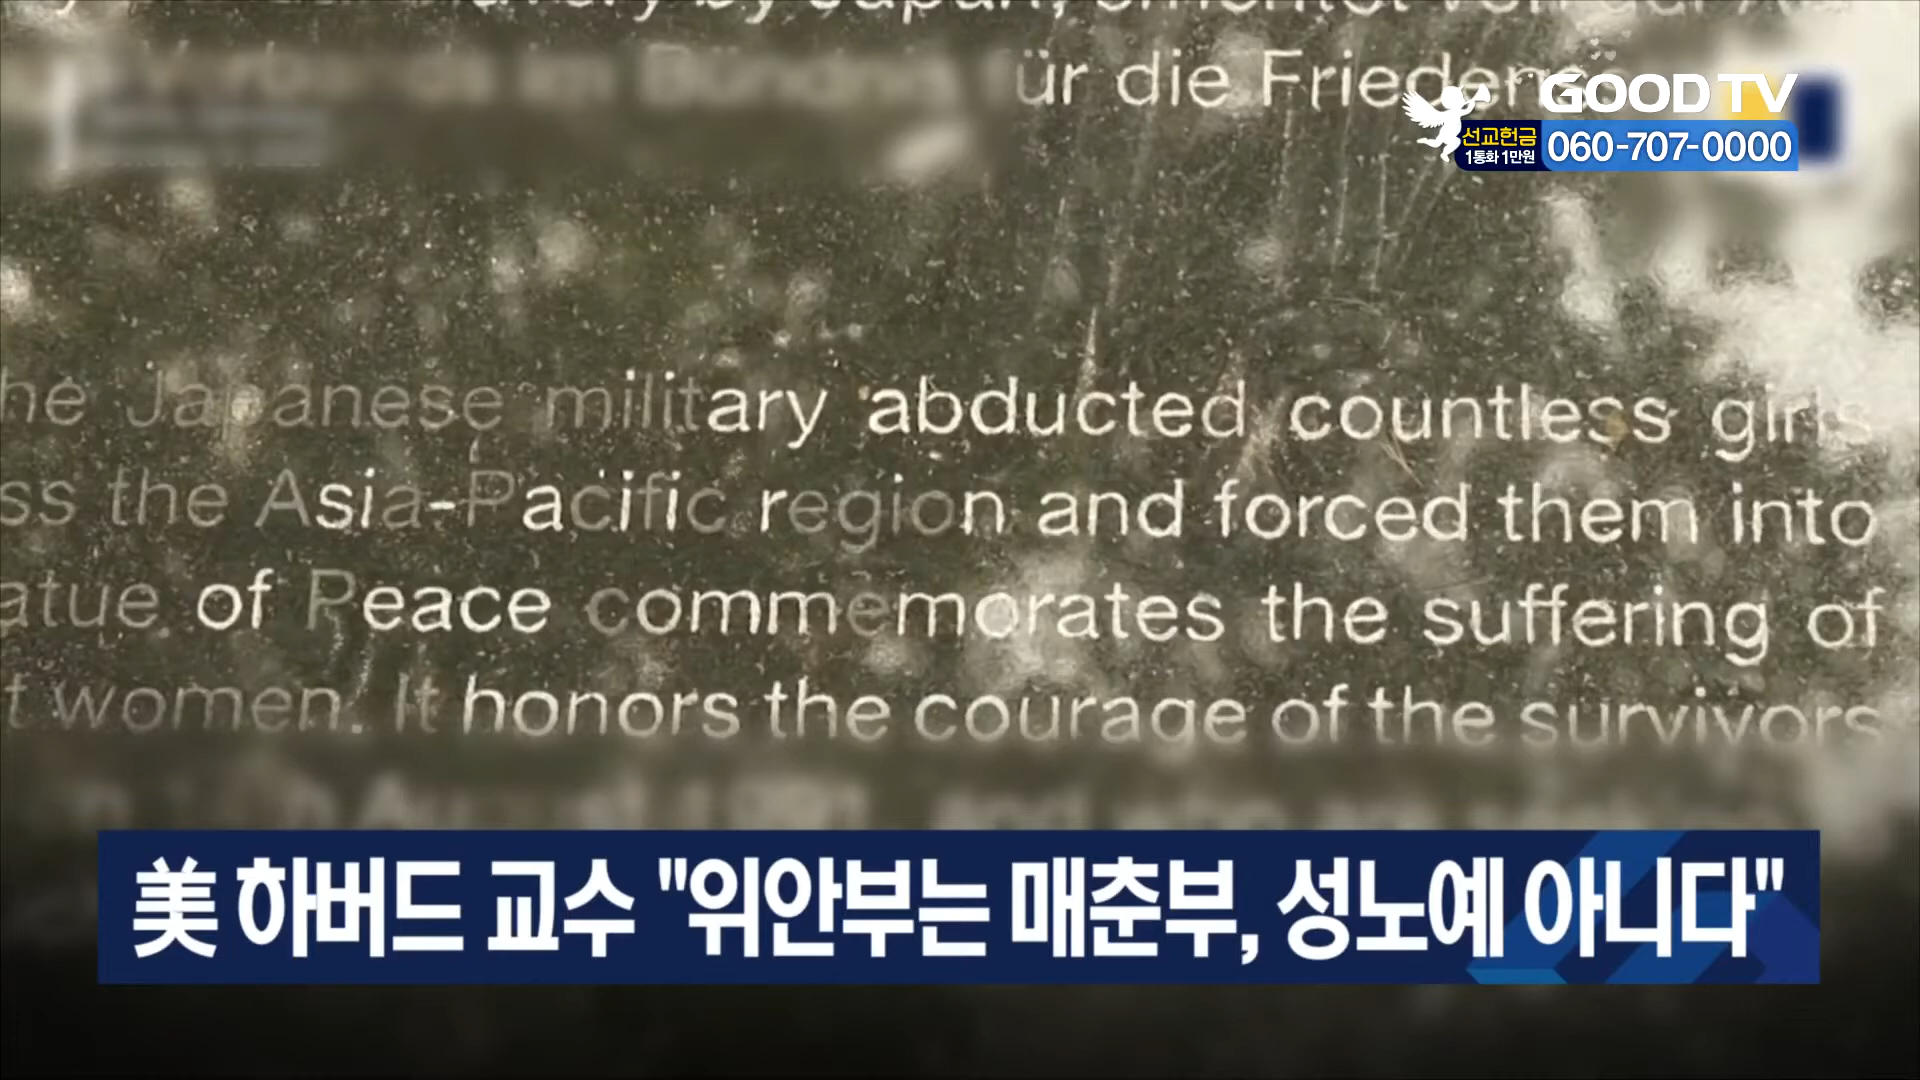 by Japan,
für die Friedens
GOOD TV
선교헌금
1통화 1만원
060-707-0000
he Japanese military abducted countless girls
ss the Asia-Pacific region and forced them into
atue of Peace commemorates the suffering of
t women. It honors the courage of the survivors
美 하버드 교수 "위안부는 매춘부, 성노예 아니다"